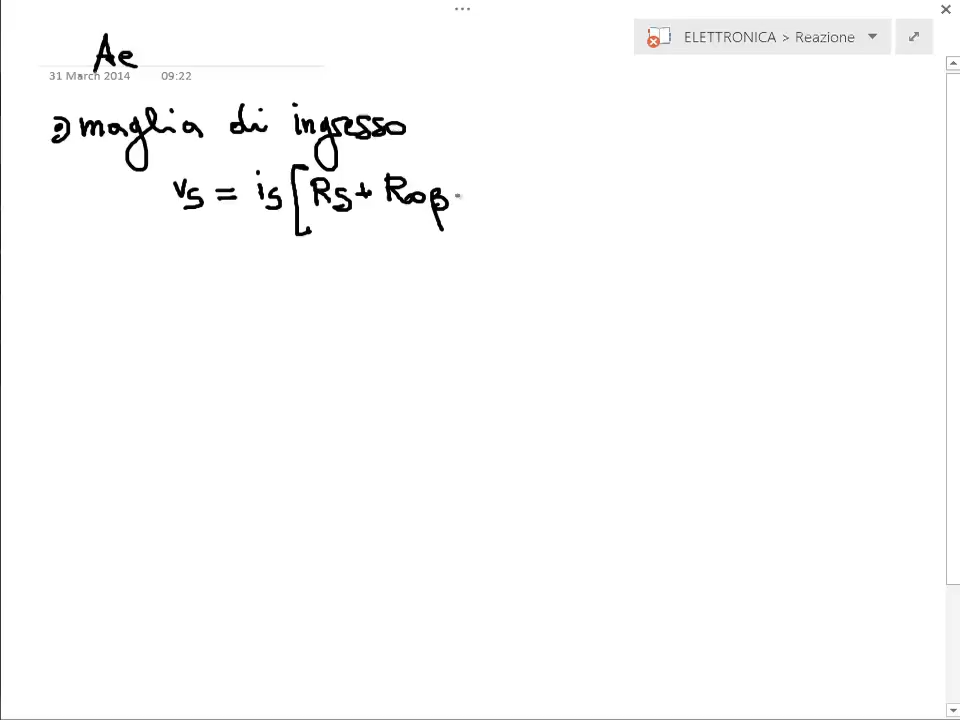 ELETTRONICA > Reazione
Ae
31 March 2014 09:22
⊃) maglia di ingresso
vs = is [ Rs + Roβ